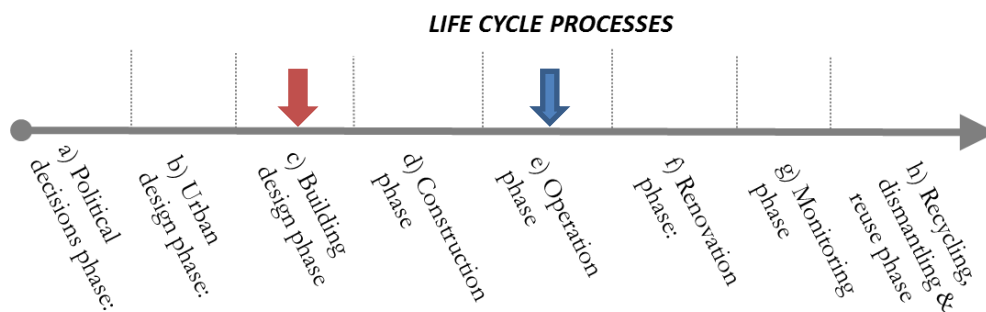 LIFE CYCLE PROCESSES
a) Political
decisions phase:
b) Urban
design phase:
c) Building
design phase
d) Construction
phase
e) Operation
phase
f) Renovation
phase:
g) Monitoring
phase
h) Recycling,
dismantling &
reuse phase